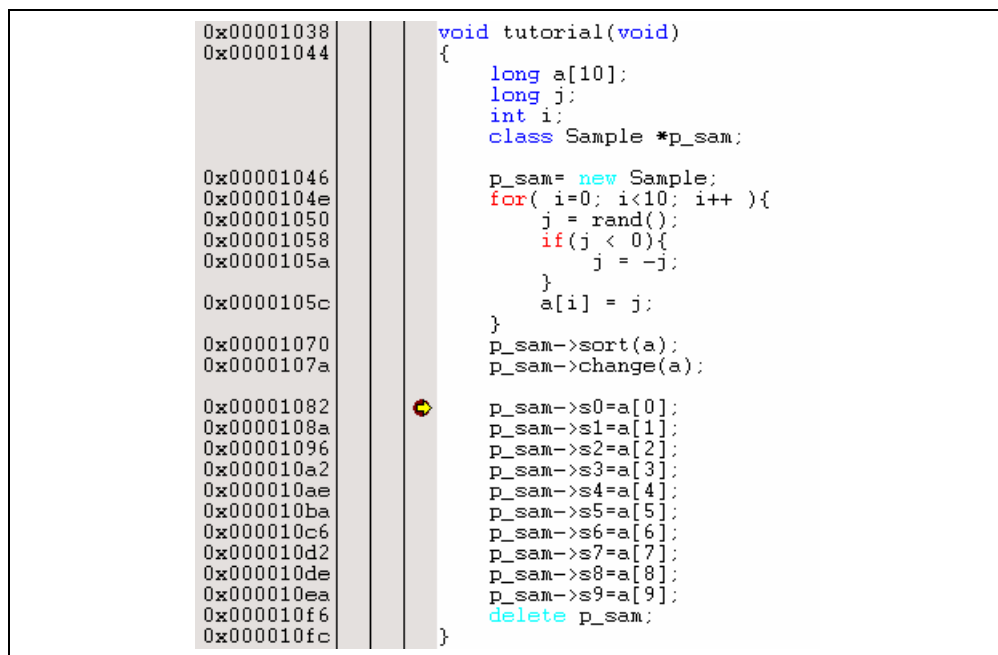 0x00001038 void tutorial(void)
0x00001044 {
long a[10];
long j;
int i;
class Sample *p_sam;
0x00001046 p_sam= new Sample;
0x0000104e for( i=0; i<10; i++ ){
0x00001050 j = rand();
0x00001058 if(j < 0){
0x0000105a j = -j;
}
0x0000105c a[i] = j;
}
0x00001070 p_sam->sort(a);
0x0000107a p_sam->change(a);
0x00001082 p_sam->s0=a[0];
0x0000108a p_sam->s1=a[1];
0x00001096 p_sam->s2=a[2];
0x000010a2 p_sam->s3=a[3];
0x000010ae p_sam->s4=a[4];
0x000010ba p_sam->s5=a[5];
0x000010c6 p_sam->s6=a[6];
0x000010d2 p_sam->s7=a[7];
0x000010de p_sam->s8=a[8];
0x000010ea p_sam->s9=a[9];
0x000010f6 delete p_sam;
0x000010fc }